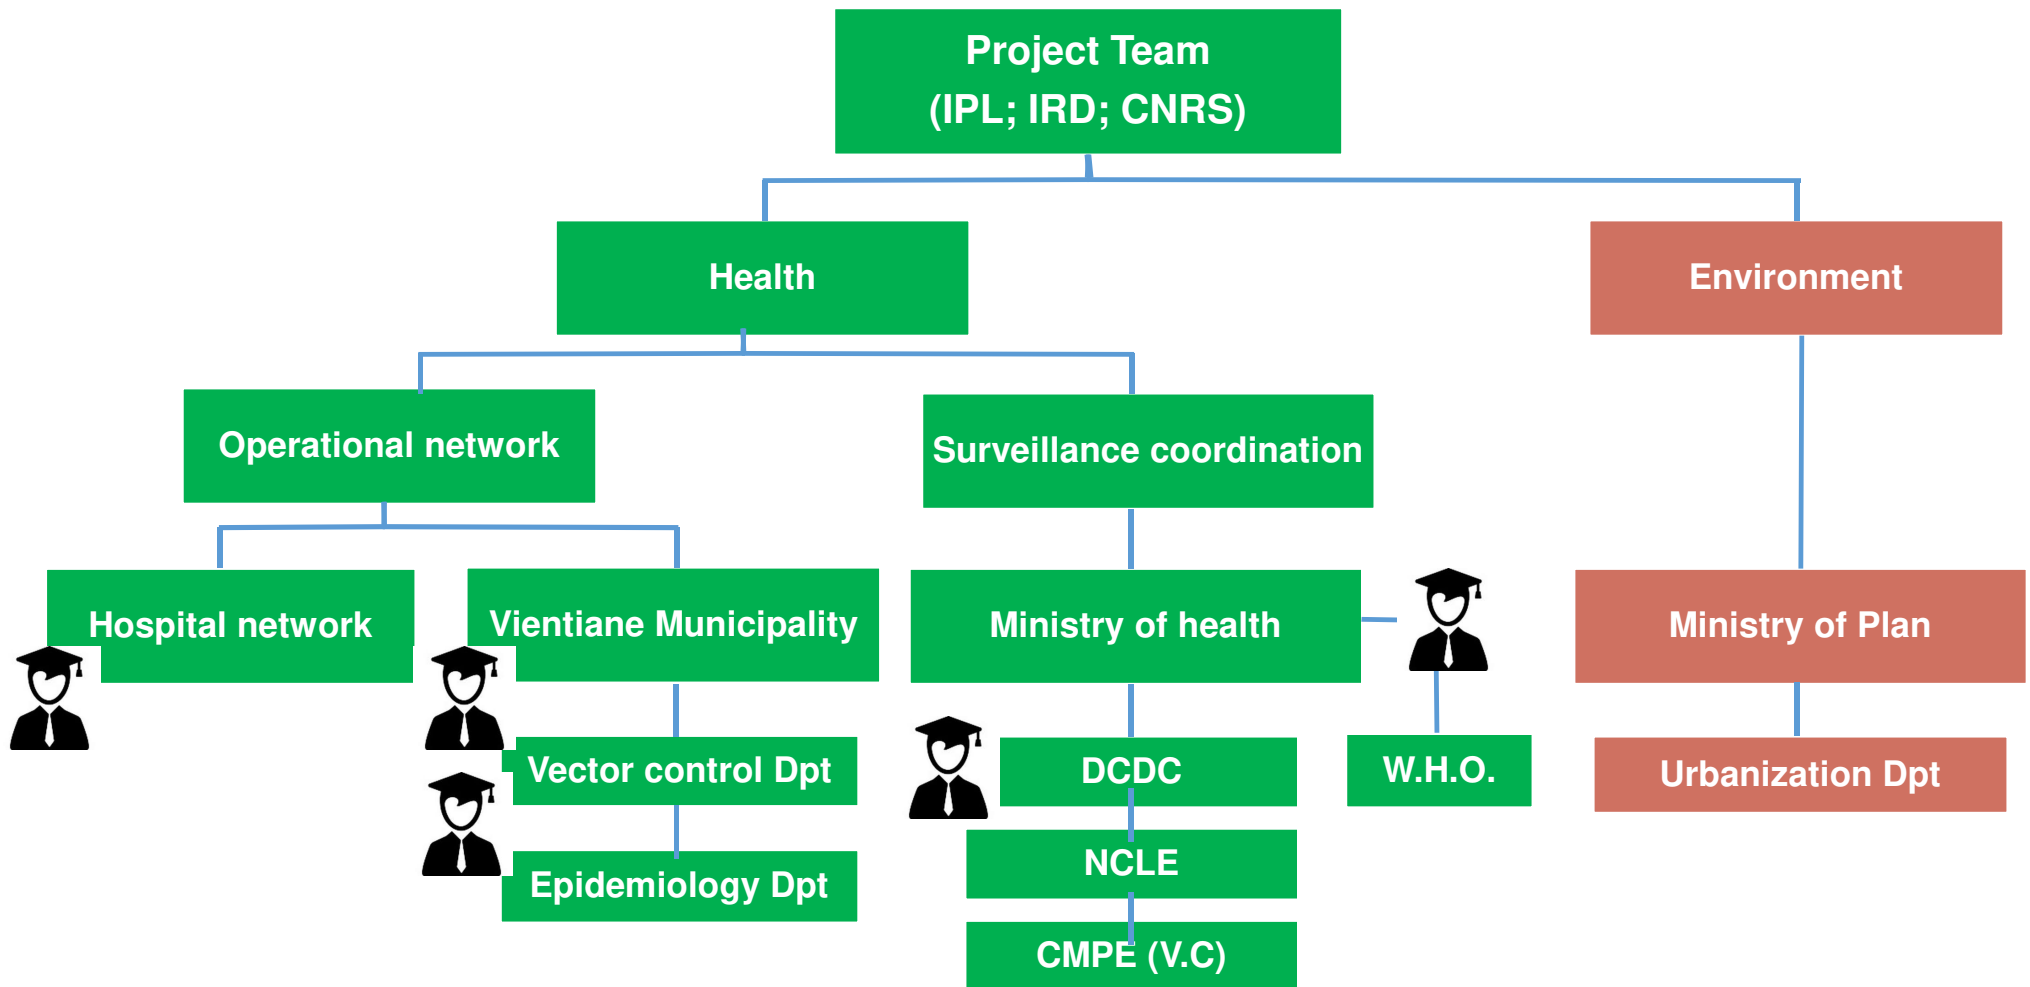 Project Team
(IPL; IRD; CNRS)
Health
Environment
Operational network
Surveillance coordination
Hospital network
Vientiane Municipality
Ministry of health
Ministry of Plan
Vector control Dpt
DCDC
W.H.O.
Urbanization Dpt
NCLE
Epidemiology Dpt
CMPE (V.C)